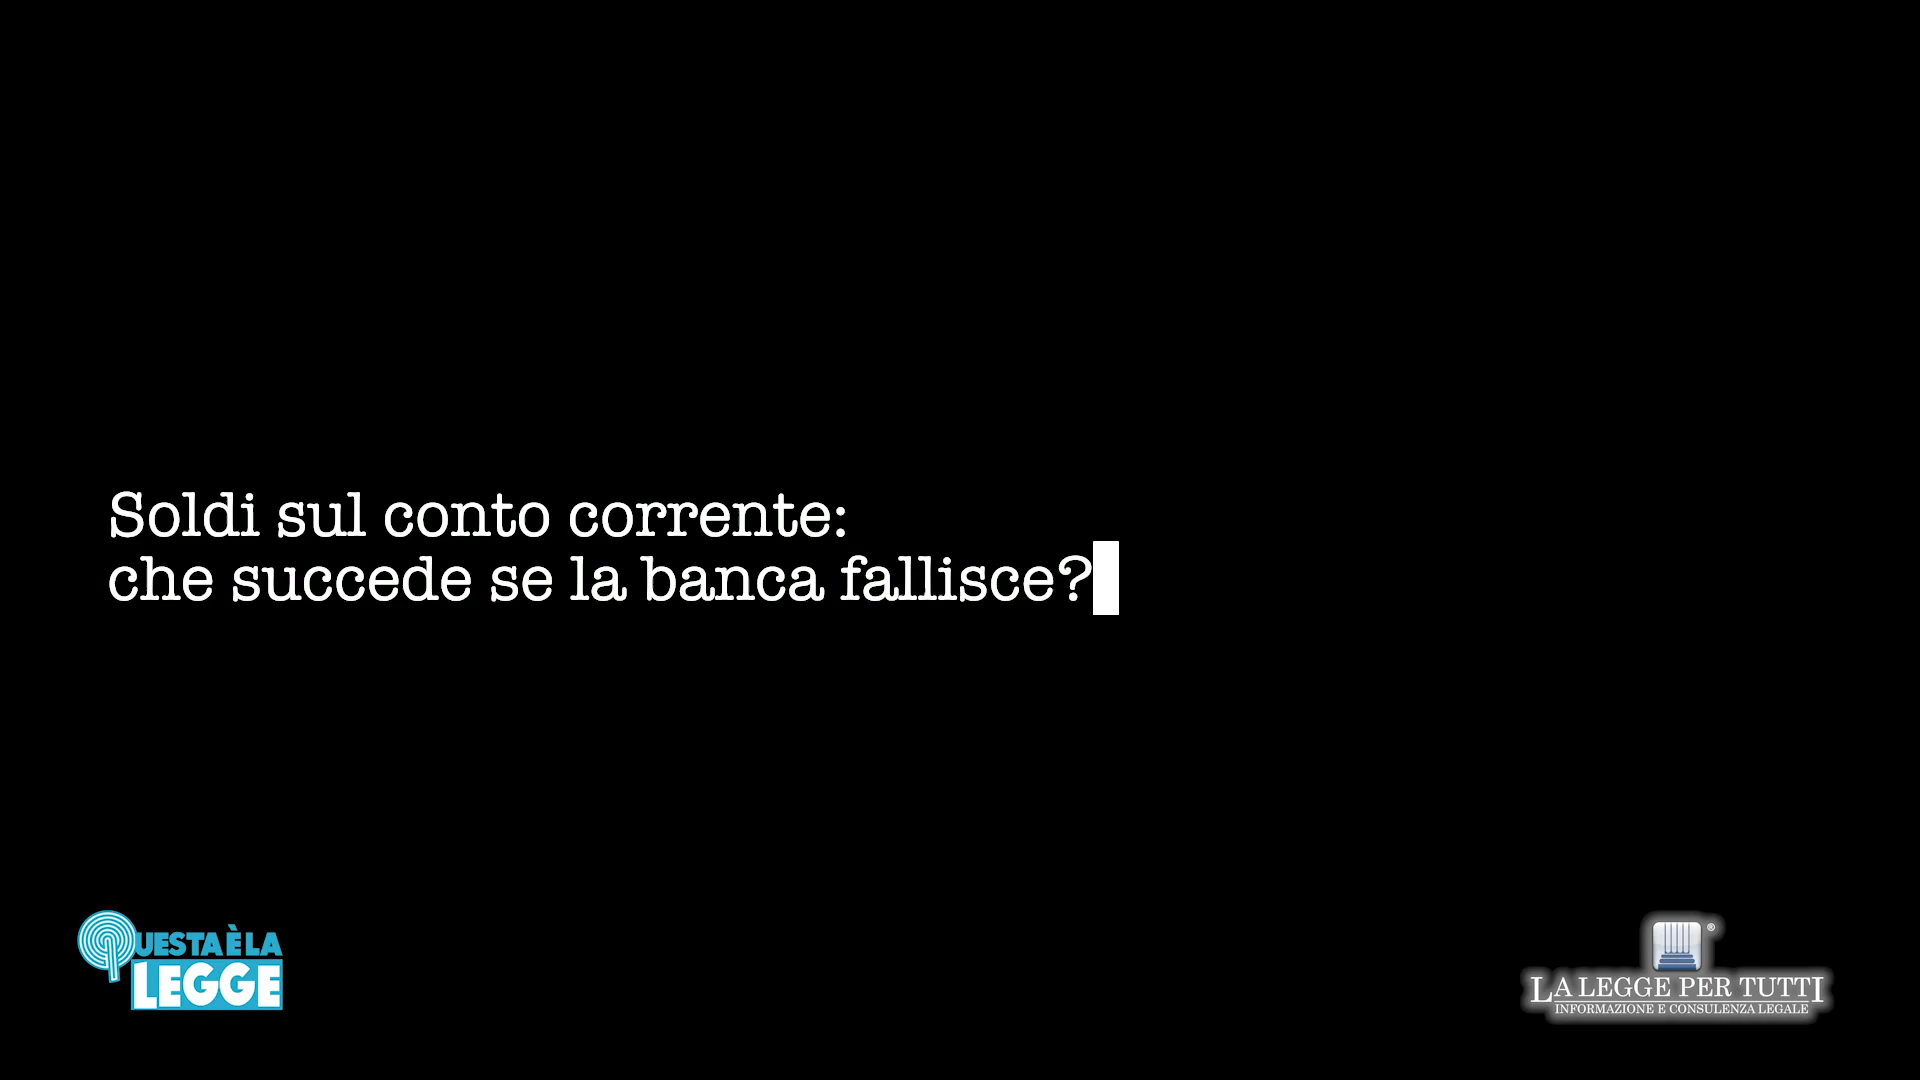 Soldi sul conto corrente:
che succede se la banca fallisce?
QUESTA È LA
LEGGE
LA LEGGE PER TUTTI
®
INFORMAZIONE E CONSULENZA LEGALE